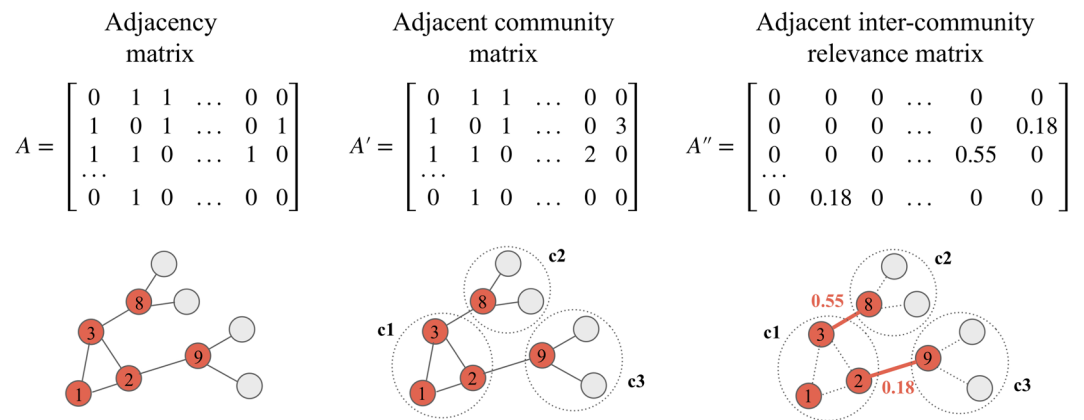 Adjacency
matrix
A =
0 1 1 … 0 0
1 0 1 … 0 1
1 1 0 … 1 0
…
0 1 0 … 0 0
8
3
9
2
1
Adjacent community
matrix
A′ =
0 1 1 … 0 0
1 0 1 … 0 3
1 1 0 … 2 0
…
0 1 0 … 0 0
c2
8
c1
3
9
2
1
c3
Adjacent inter-community
relevance matrix
A″ =
0 0 0 … 0 0
0 0 0 … 0 0.18
0 0 0 … 0.55 0
…
0 0.18 0 … 0 0
c2
0.55
8
c1
3
9
2
0.18
1
c3